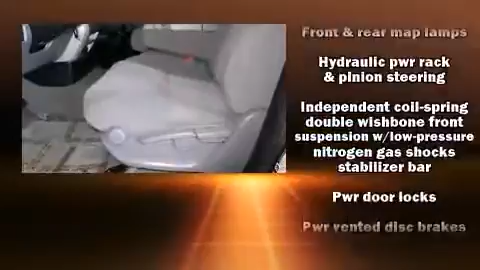 Front & rear map lamps
Hydraulic pwr rack
& pinion steering
Independent coil-spring
double wishbone front
suspension w/low-pressure
nitrogen gas shocks
stabilizer bar
Pwr door locks
Pwr vented disc brakes